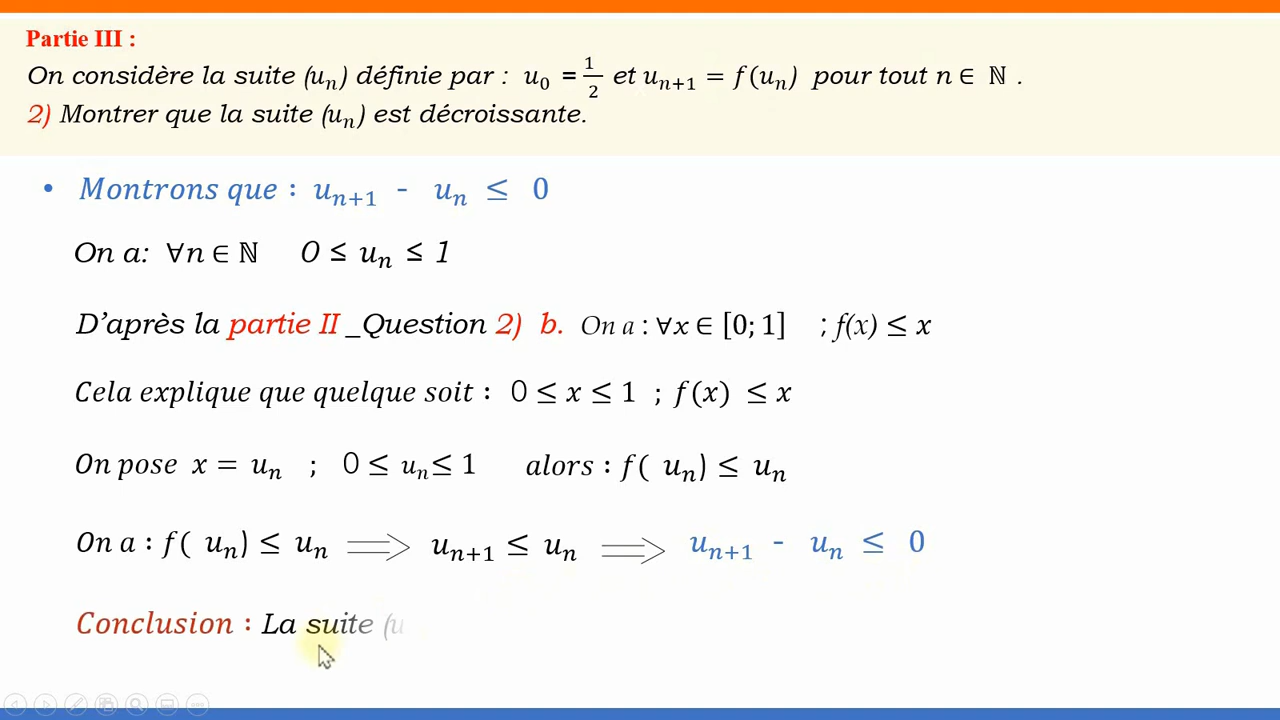 Partie III :
On considère la suite (uₙ) définie par : u₀ = 1/2 et uₙ₊₁ = f(uₙ) pour tout n ∈ ℕ .
2) Montrer que la suite (uₙ) est décroissante.
• Montrons que : uₙ₊₁ - uₙ ≤ 0
On a: ∀n ∈ ℕ 0 ≤ uₙ ≤ 1
D’après la partie II _Question 2) b. On a : ∀x ∈ [0; 1] ; f(x) ≤ x
Cela explique que quelque soit : 0 ≤ x ≤ 1 ; f(x) ≤ x
On pose x = uₙ ; 0 ≤ uₙ ≤ 1 alors : f( uₙ) ≤ uₙ
On a : f( uₙ) ≤ uₙ ⟹ uₙ₊₁ ≤ uₙ ⟹ uₙ₊₁ - uₙ ≤ 0
Conclusion : La suite (u